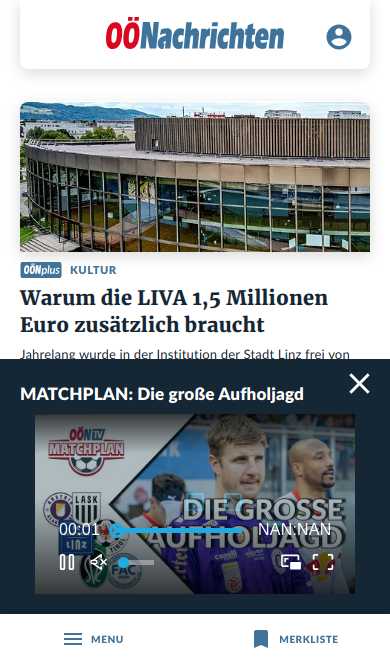 OÖNachrichten
OÖNplus KULTUR
Warum die LIVA 1,5 Millionen
Euro zusätzlich braucht
Jahrelang wurde in der Institution der Stadt Linz frei von
MATCHPLAN: Die große Aufholjagd
OÖN TV
MATCHPLAN
LASK
LINZ
FAC
DIE GROSSE
AUFHOLJAGD
00:01
NAN:NAN
MENU
MERKLISTE